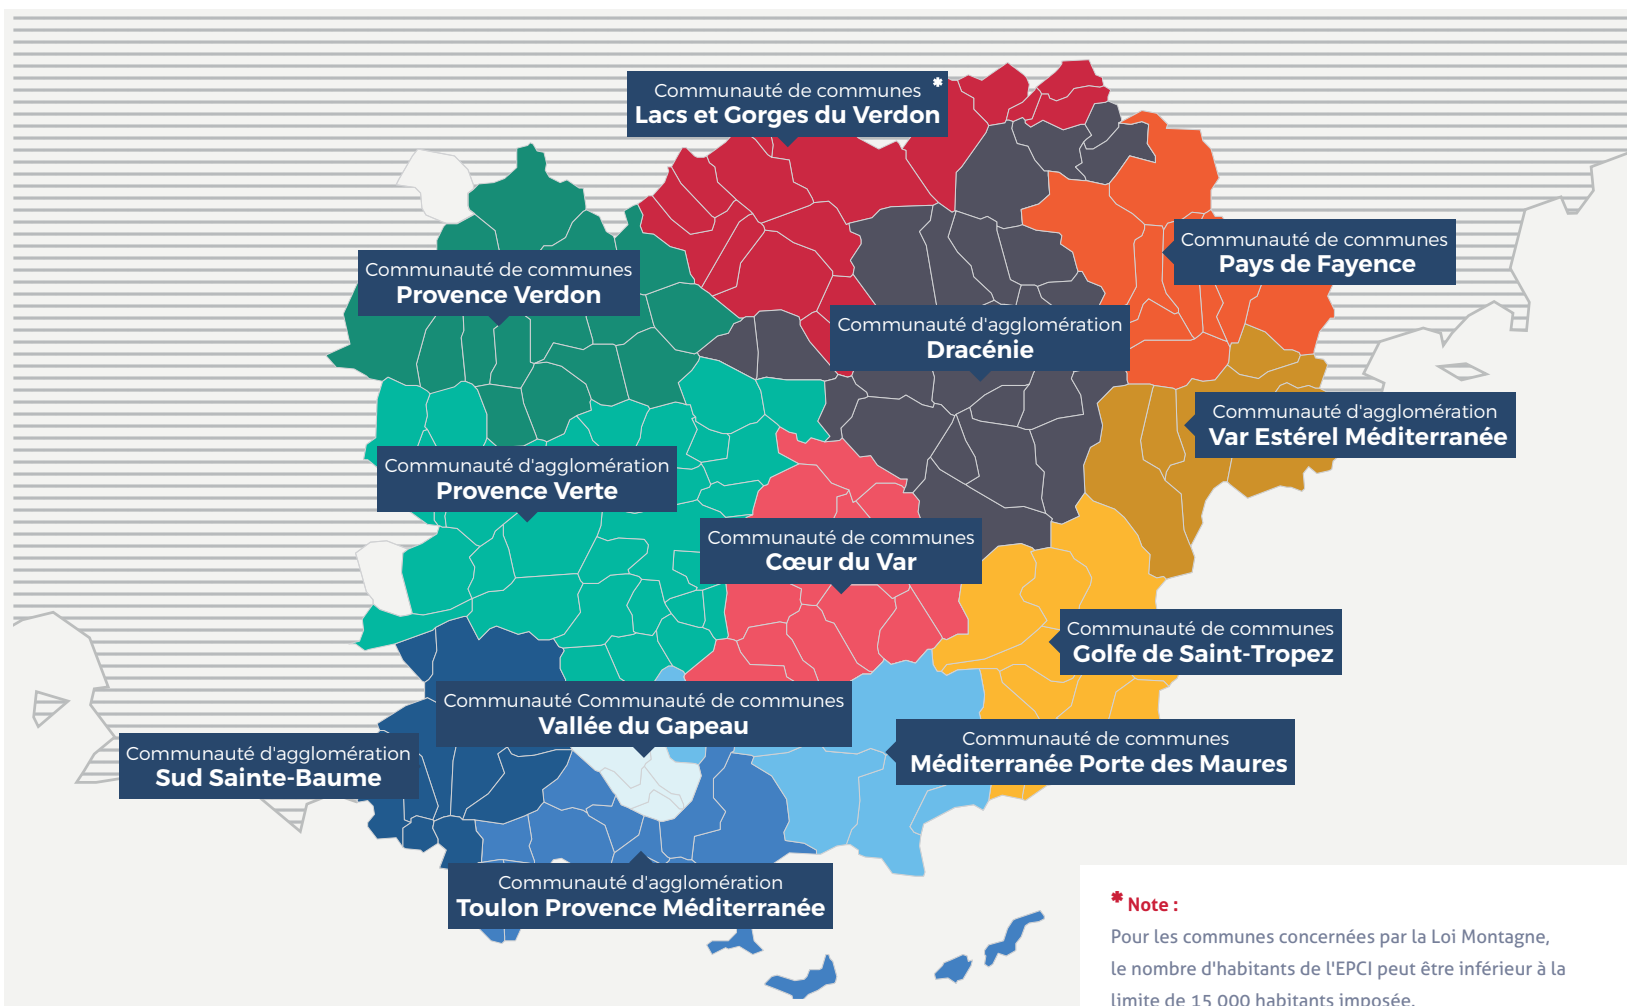 Communauté de communes *
Lacs et Gorges du Verdon
Communauté de communes
Pays de Fayence
Communauté de communes
Provence Verdon
Communauté d'agglomération
Dracénie
Communauté d'agglomération
Var Estérel Méditerranée
Communauté d'agglomération
Provence Verte
Communauté de communes
Cœur du Var
Communauté de communes
Golfe de Saint-Tropez
Communauté Communauté de communes
Vallée du Gapeau
Communauté de communes
Méditerranée Porte des Maures
Communauté d'agglomération
Sud Sainte-Baume
Communauté d'agglomération
Toulon Provence Méditerranée
* Note :
Pour les communes concernées par la Loi Montagne,
le nombre d'habitants de l'EPCI peut être inférieur à la
limite de 15 000 habitants imposée.